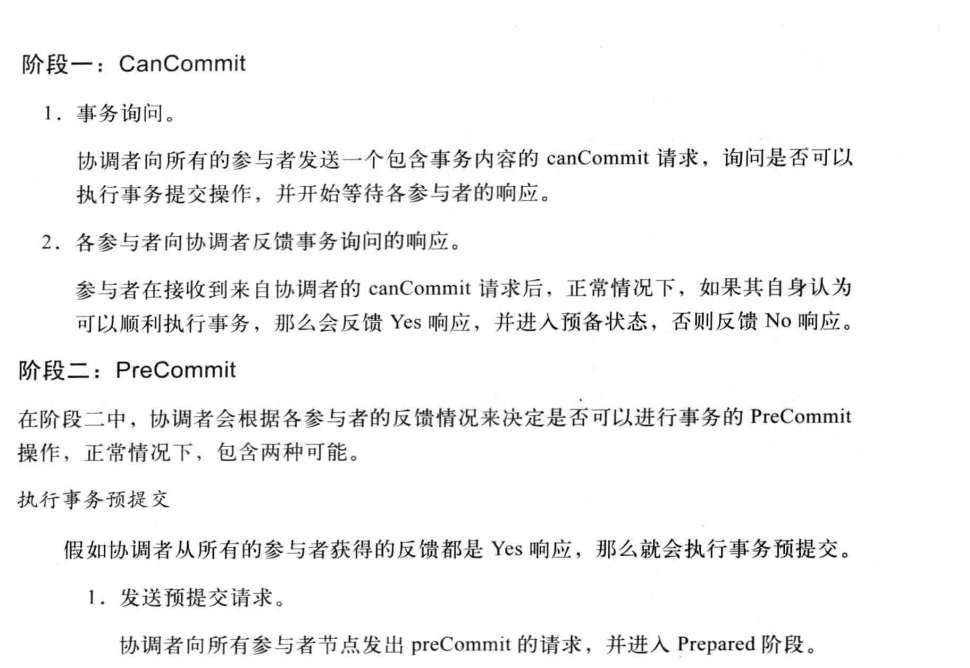 阶段一：CanCommit
1．事务询问。
协调者向所有的参与者发送一个包含事务内容的 canCommit 请求，询问是否可以
执行事务提交操作，并开始等待各参与者的响应。
2．各参与者向协调者反馈事务询问的响应。
参与者在接收到来自协调者的 canCommit 请求后，正常情况下，如果其自身认为
可以顺利执行事务，那么会反馈 Yes 响应，并进入预备状态，否则反馈 No 响应。
阶段二：PreCommit
在阶段二中，协调者会根据各参与者的反馈情况来决定是否可以进行事务的 PreCommit
操作，正常情况下，包含两种可能。
执行事务预提交
假如协调者从所有的参与者获得的反馈都是 Yes 响应，那么就会执行事务预提交。
1．发送预提交请求。
协调者向所有参与者节点发出 preCommit 的请求，并进入 Prepared 阶段。